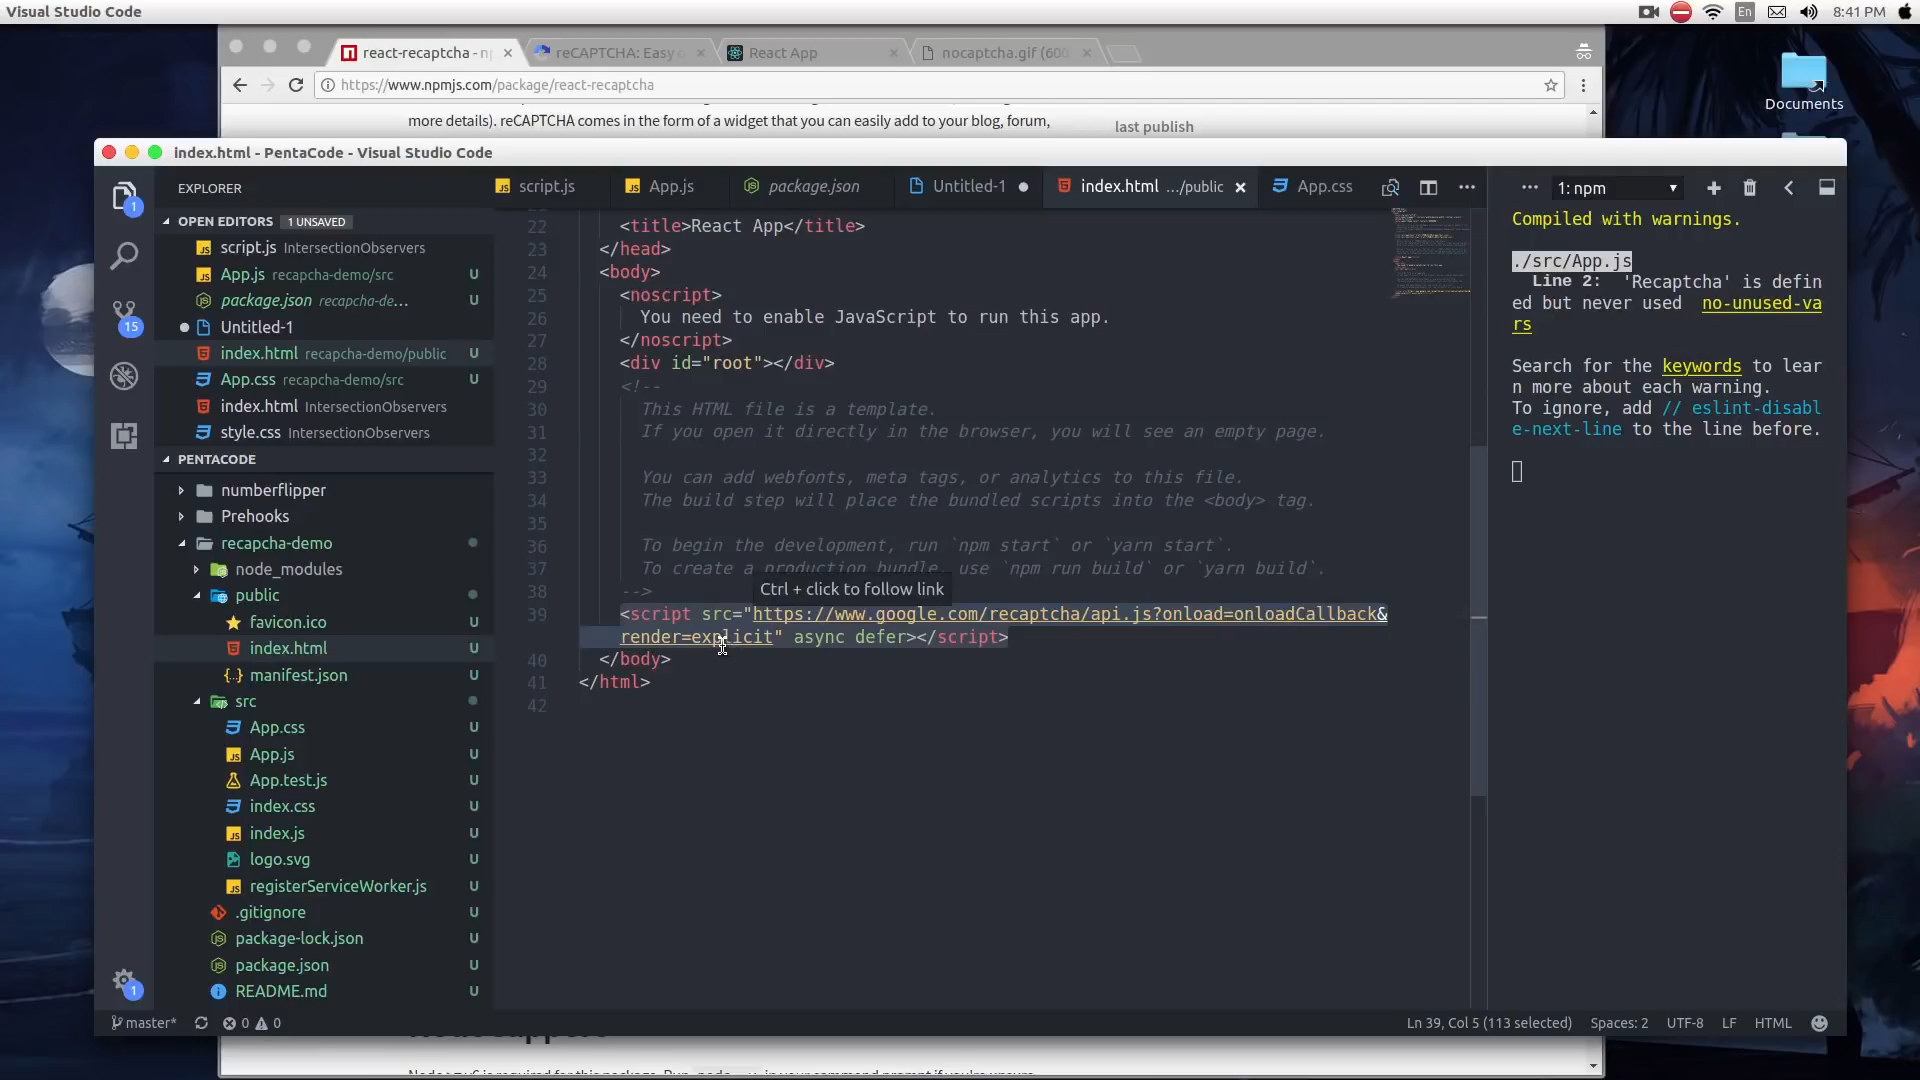 Visual Studio Code
En
8:41 PM
react-recaptcha - n
reCAPTCHA: Easy
React App
nocaptcha.gif (600
https://www.npmjs.com/package/react-recaptcha
more details). reCAPTCHA comes in the form of a widget that you can easily add to your blog, forum,
last publish
Documents
index.html - PentaCode - Visual Studio Code
EXPLORER
OPEN EDITORS 1 UNSAVED
script.js IntersectionObservers
App.js recapcha-demo/src U
package.json recapcha-de... U
Untitled-1
index.html recapcha-demo/public U
App.css recapcha-demo/src U
index.html IntersectionObservers
style.css IntersectionObservers
PENTACODE
numberflipper
Prehooks
recapcha-demo
node_modules
public
favicon.ico U
index.html U
manifest.json U
src
App.css U
App.js U
App.test.js U
index.css U
index.js U
logo.svg U
registerServiceWorker.js U
.gitignore U
package-lock.json U
package.json U
README.md U
1
15
1
script.js
App.js
package.json
Untitled-1
index.html .../public
App.css
22 <title>React App</title>
23 </head>
24 <body>
25 <noscript>
26 You need to enable JavaScript to run this app.
27 </noscript>
28 <div id="root"></div>
29 <!--
30 This HTML file is a template.
31 If you open it directly in the browser, you will see an empty page.
32
33 You can add webfonts, meta tags, or analytics to this file.
34 The build step will place the bundled scripts into the <body> tag.
35
36 To begin the development, run `npm start` or `yarn start`.
37 To create a production bundle, use `npm run build` or `yarn build`.
38 -->
Ctrl + click to follow link
39 <script src="https://www.google.com/recaptcha/api.js?onload=onloadCallback&
render=explicit" async defer></script>
40 </body>
41 </html>
42
1: npm
Compiled with warnings.
./src/App.js
Line 2: 'Recaptcha' is defin
ed but never used no-unused-va
rs
Search for the keywords to lear
n more about each warning.
To ignore, add // eslint-disabl
e-next-line to the line before.
master*
0
0
Ln 39, Col 5 (113 selected)
Spaces: 2
UTF-8
LF
HTML